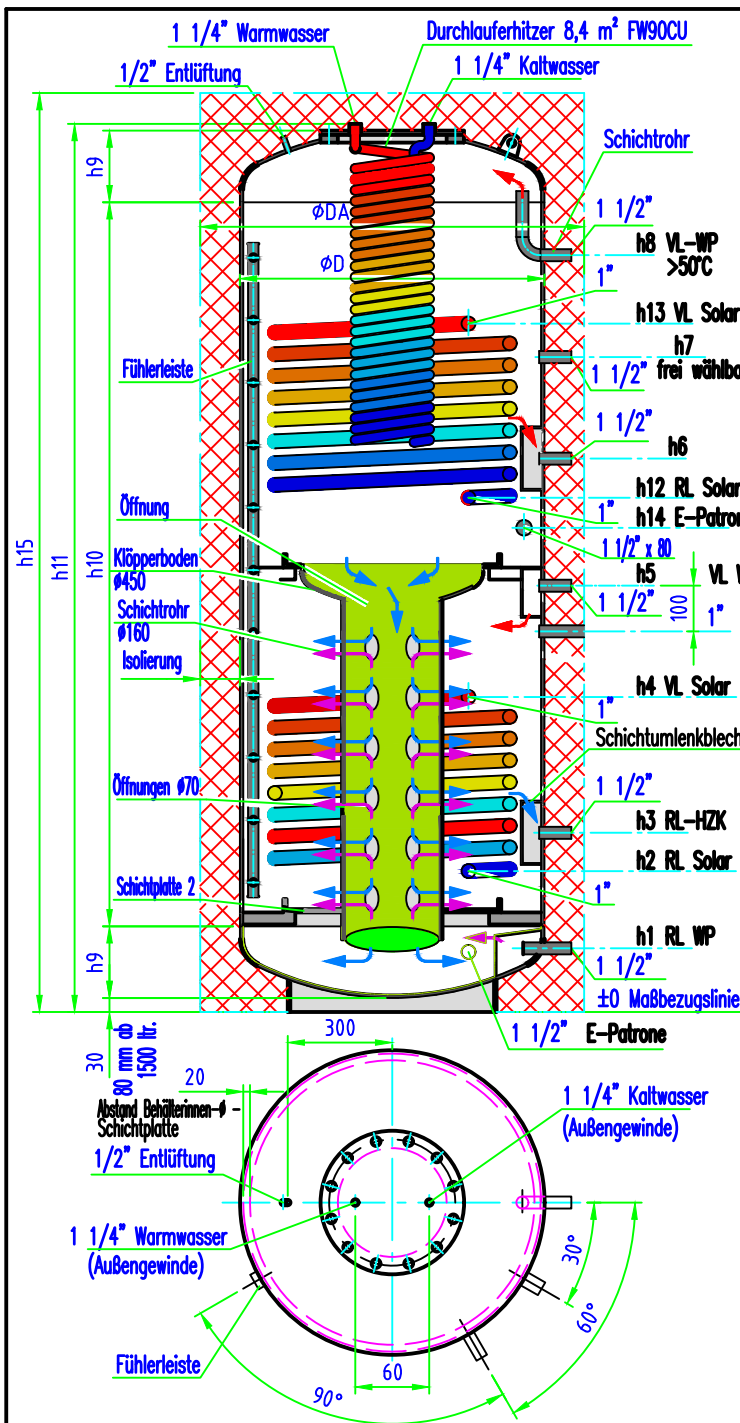 1 1/4" Warmwasser
Durchlauferhitzer 8,4 m² FW90CU
1/2" Entlüftung
1 1/4" Kaltwasser
Schichtrohr
h9
ØDA
1 1/2"
h8 VL-WP
>50°C
ØD
1"
h13 VL Solar
h7
Fühlerleiste
1 1/2" frei wählba
1 1/2"
h6
h12 RL Solar
Öffnung
1"
h14 E-Patron
h15
h11
h10
1 1/2" x 80
Klöpperboden
Ø450
h5
VL
Schichtrohr
Ø160
1 1/2"
100
1"
Isolierung
h4 VL Solar
1"
Schichtumlenkblech
Öffnungen Ø70
1 1/2"
h3 RL-HZK
h2 RL Solar
Schichtplatte 2
1"
h1 RL WP
h9
1 1/2"
±0 Maßbezugslinie
30
80 mm ab
1500 ltr.
300
1 1/2" E-Patrone
20
Abstand Behälterinnen-Ø -
Schichtplatte
1 1/4" Kaltwasser
(Außengewinde)
1/2" Entlüftung
1 1/4" Warmwasser
(Außengewinde)
30°
60°
Fühlerleiste
60
90°